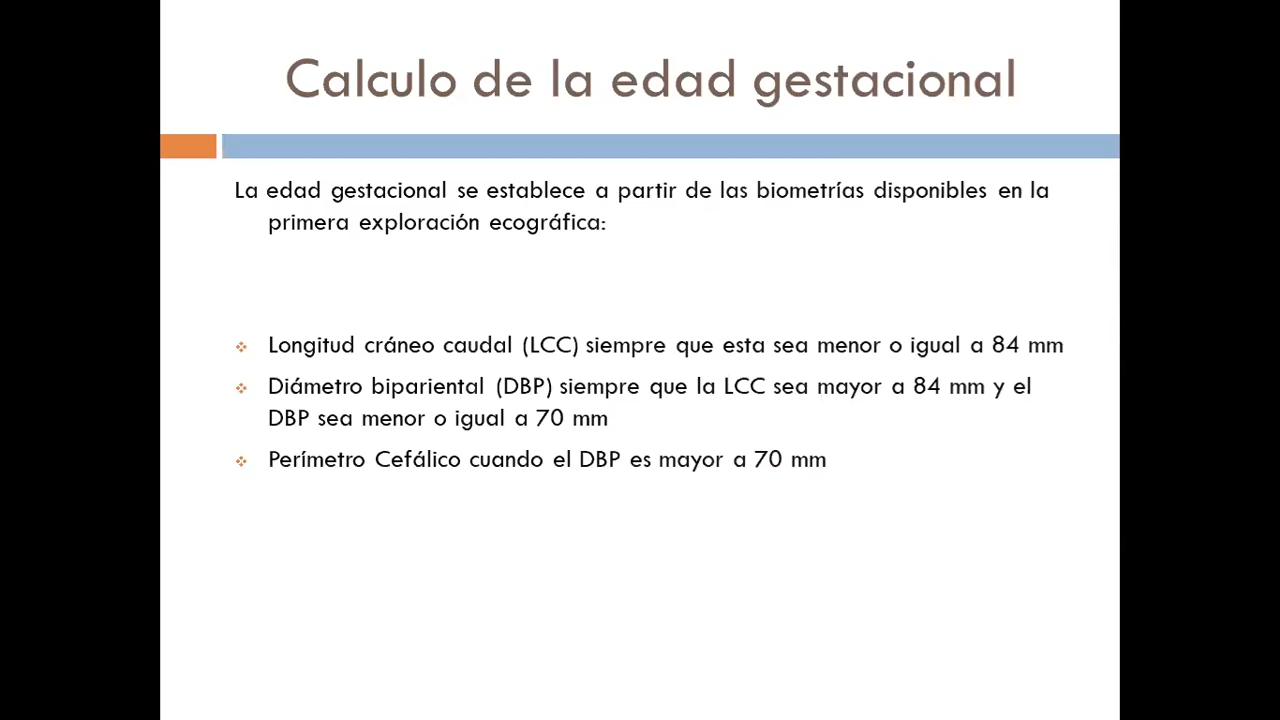 Calculo de la edad gestacional
La edad gestacional se establece a partir de las biometrías disponibles en la
primera exploración ecográfica:
Longitud cráneo caudal (LCC) siempre que esta sea menor o igual a 84 mm
Diámetro bipariental (DBP) siempre que la LCC sea mayor a 84 mm y el
DBP sea menor o igual a 70 mm
Perímetro Cefálico cuando el DBP es mayor a 70 mm